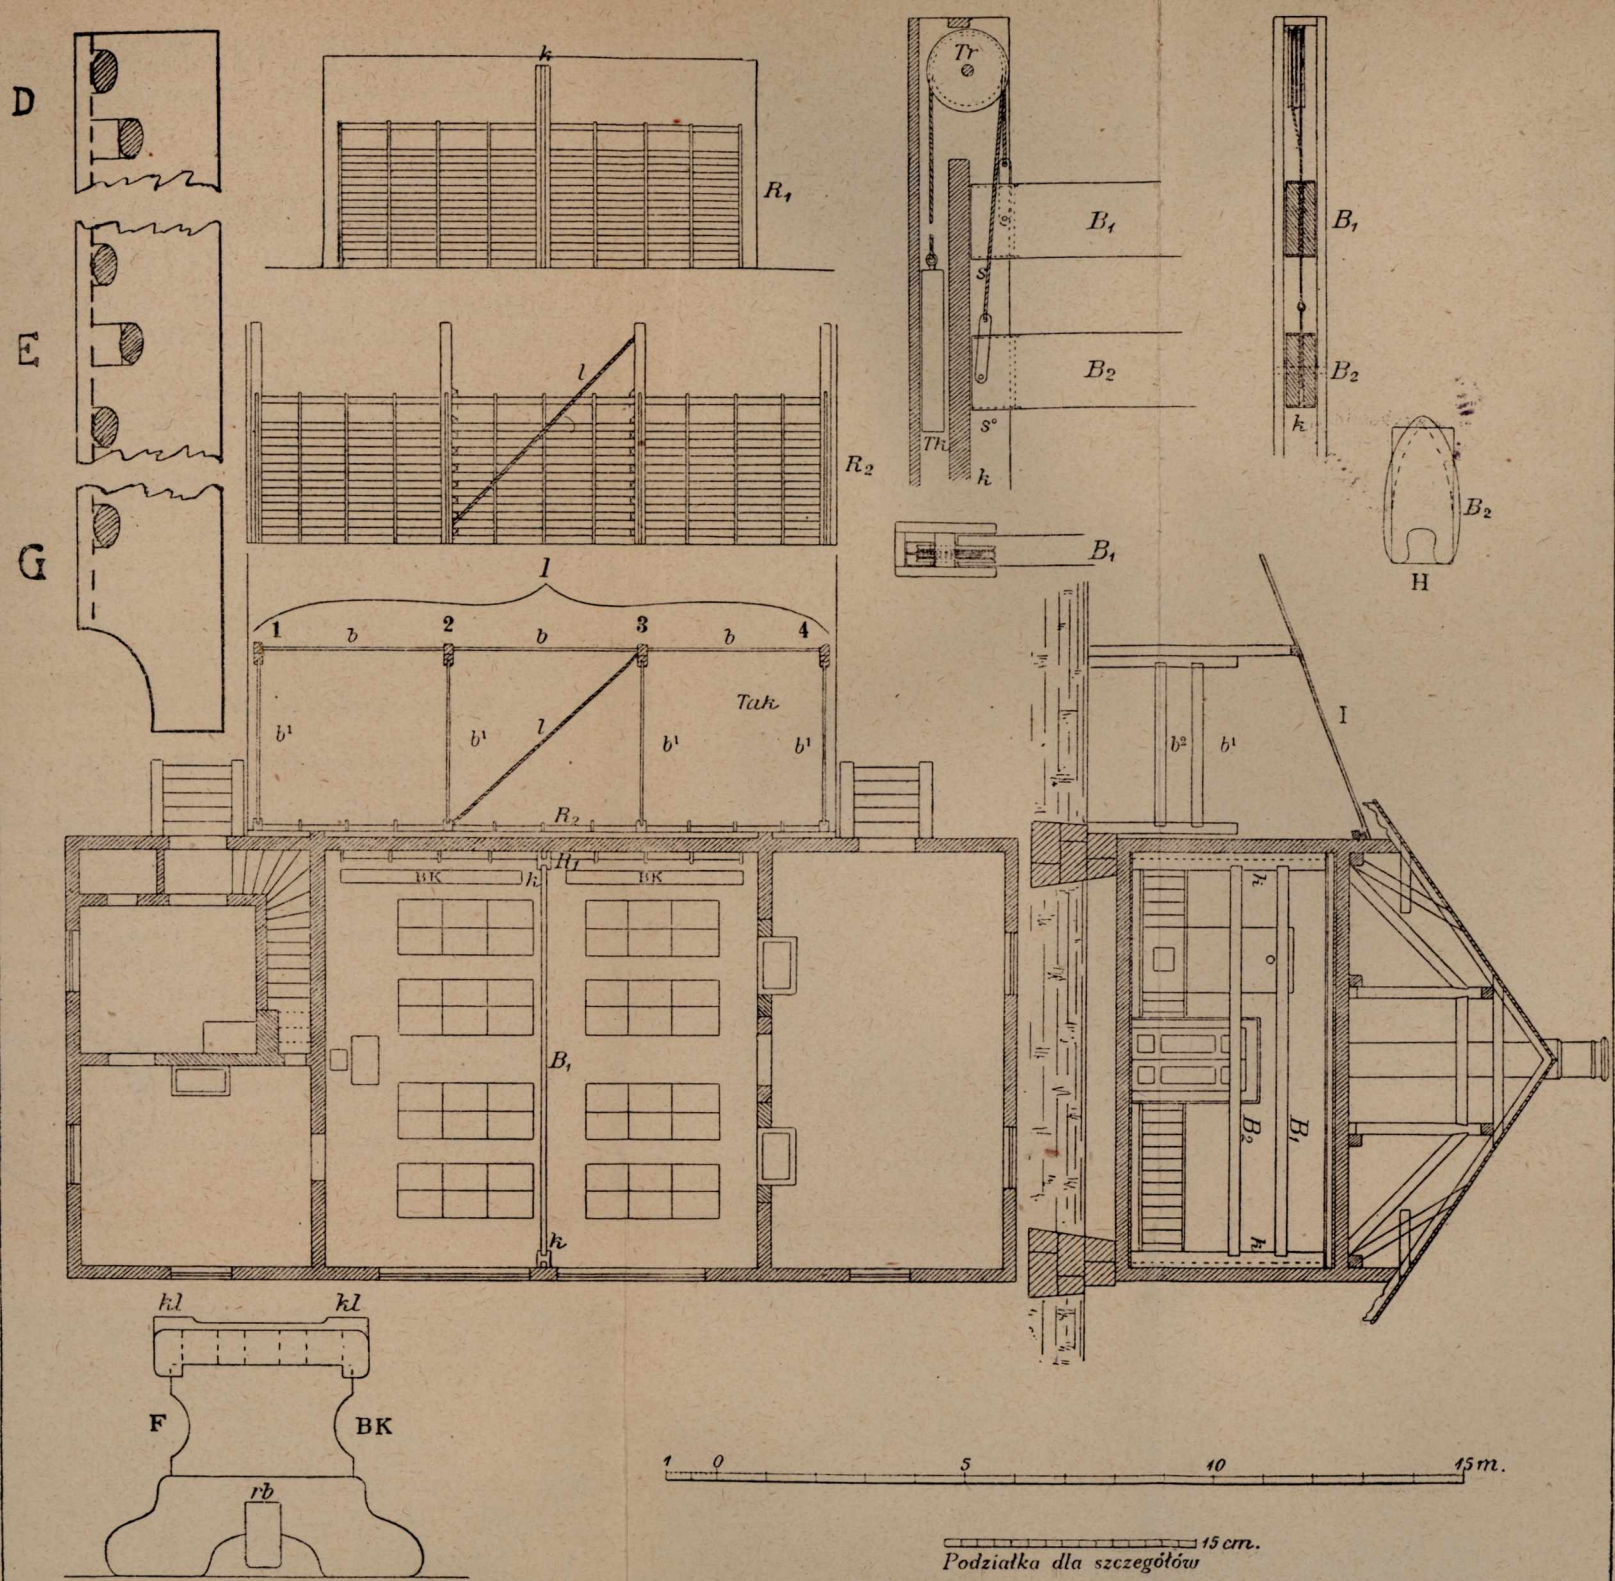 D
k
R₁
Tr
s
B₁
B₁
E
l
R₂
B₂
B₂
Th
s°
k
k
G
B₁
B₂
H
l
1 b 2 b 3 b 4
Tak
b¹ b¹ l b¹ b¹
b² b¹
I
R₂
R₁
BK k BK
k
B₁
B₂ B₁
k
k
kl kl
F BK
rb
1 0 5 10 15 m.
15 cm.
Podziałka dla szczegółów